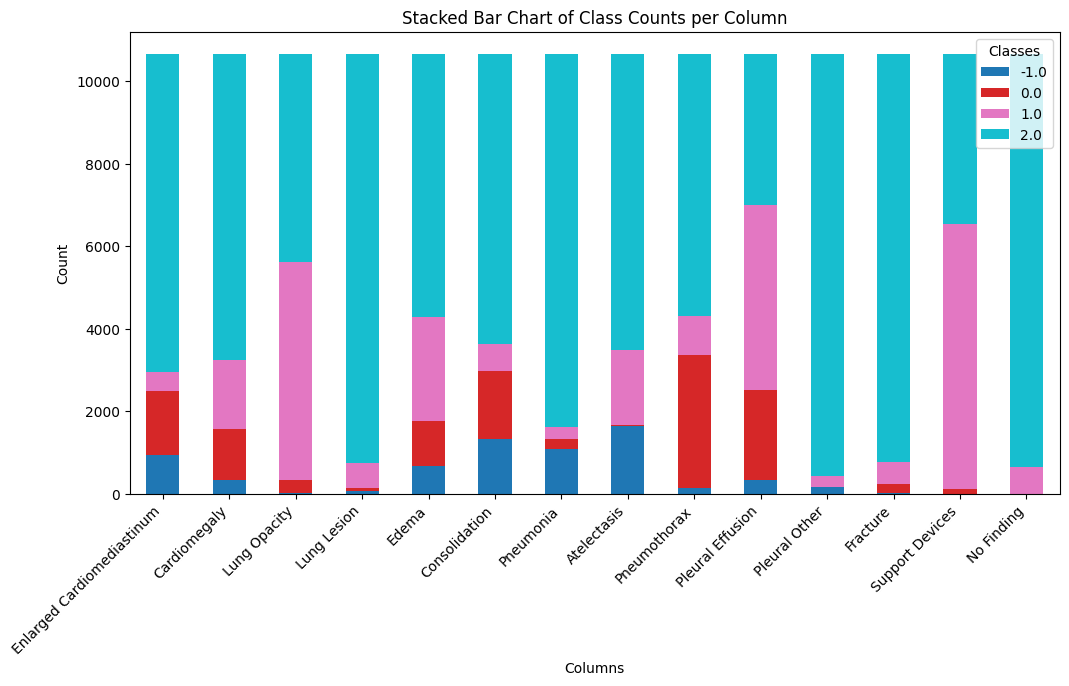 Stacked Bar Chart of Class Counts per Column
Classes
-1.0
0.0
1.0
2.0
10000
8000
6000
4000
2000
0
Count
Enlarged Cardiomediastinum
Cardiomegaly
Lung Opacity
Lung Lesion
Edema
Consolidation
Pneumonia
Atelectasis
Pneumothorax
Pleural Effusion
Pleural Other
Fracture
Support Devices
No Finding
Columns